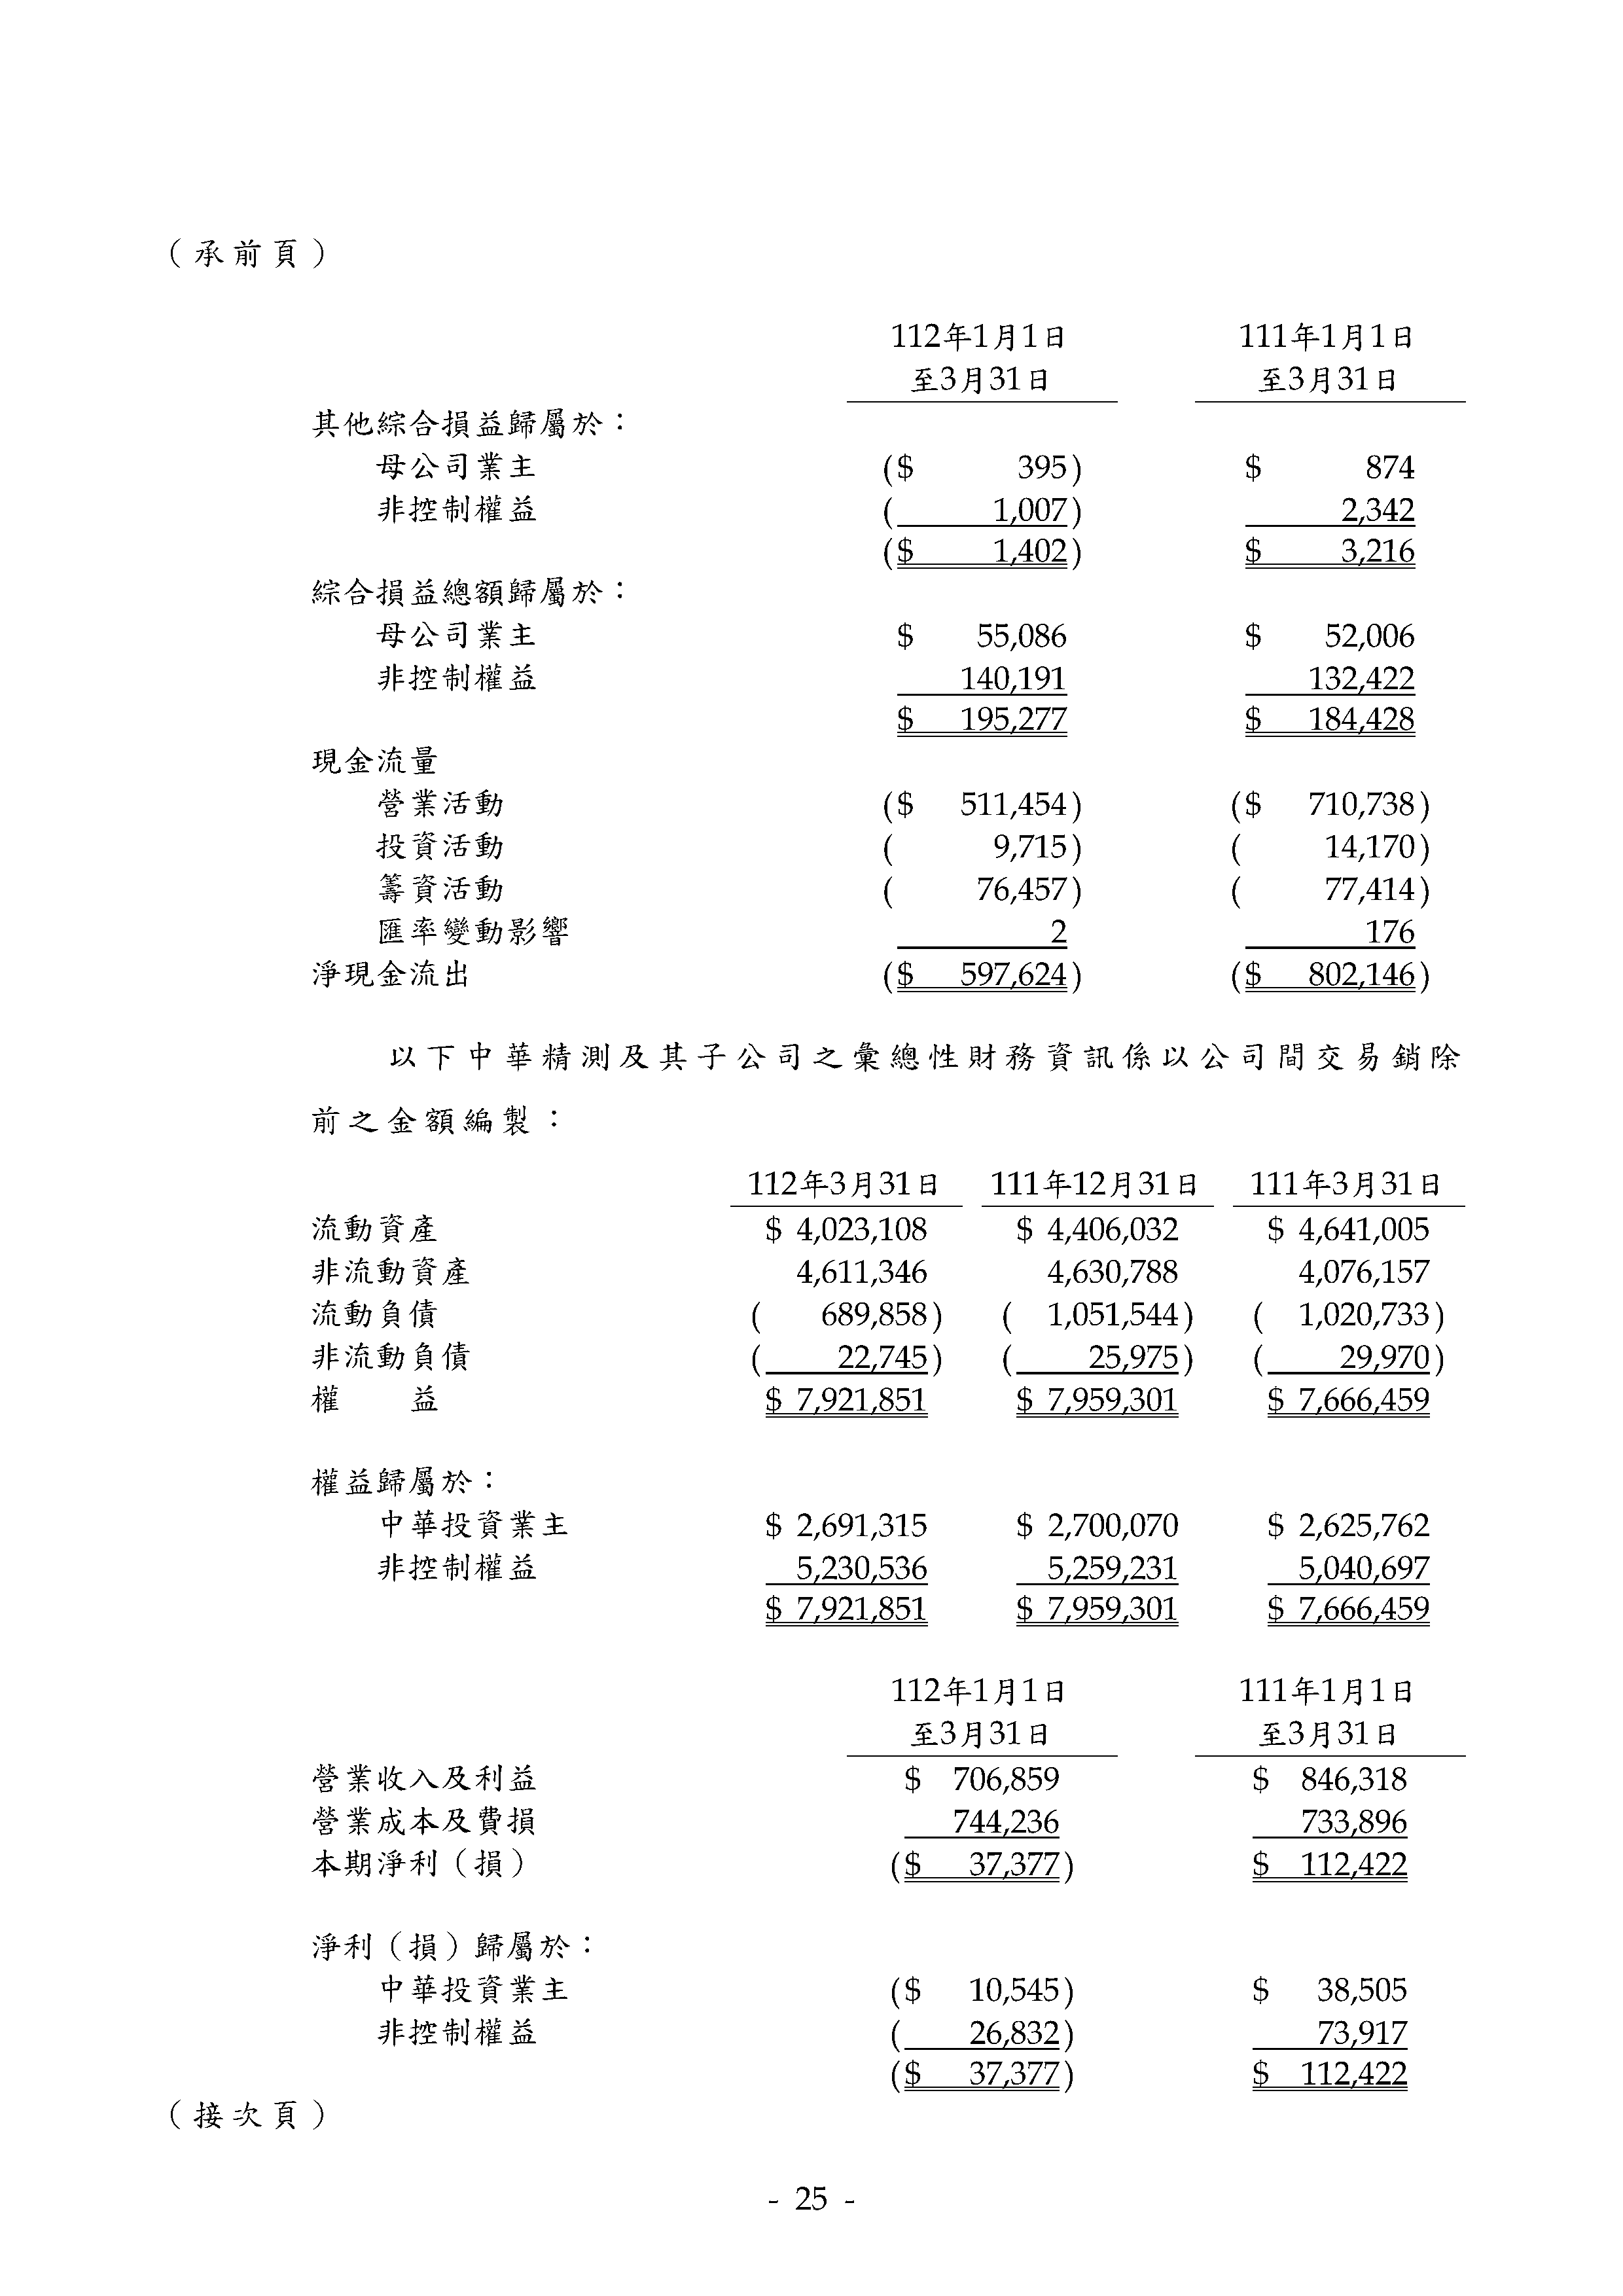 （承前頁）
112年1月1日 111年1月1日
至3月31日 至3月31日
其他綜合損益歸屬於：
母公司業主 ($ 395) $ 874
非控制權益 ( 1,007) 2,342
($ 1,402) $ 3,216
綜合損益總額歸屬於：
母公司業主 $ 55,086 $ 52,006
非控制權益 140,191 132,422
$ 195,277 $ 184,428
現金流量
營業活動 ($ 511,454) ($ 710,738)
投資活動 ( 9,715) ( 14,170)
籌資活動 ( 76,457) ( 77,414)
匯率變動影響 2 176
淨現金流出 ($ 597,624) ($ 802,146)
以下中華精測及其子公司之彙總性財務資訊係以公司間交易銷除
前之金額編製：
112年3月31日 111年12月31日 111年3月31日
流動資產 $ 4,023,108 $ 4,406,032 $ 4,641,005
非流動資產 4,611,346 4,630,788 4,076,157
流動負債 ( 689,858) ( 1,051,544) ( 1,020,733)
非流動負債 ( 22,745) ( 25,975) ( 29,970)
權　　益 $ 7,921,851 $ 7,959,301 $ 7,666,459
權益歸屬於：
中華投資業主 $ 2,691,315 $ 2,700,070 $ 2,625,762
非控制權益 5,230,536 5,259,231 5,040,697
$ 7,921,851 $ 7,959,301 $ 7,666,459
112年1月1日 111年1月1日
至3月31日 至3月31日
營業收入及利益 $ 706,859 $ 846,318
營業成本及費損 744,236 733,896
本期淨利（損） ($ 37,377) $ 112,422
淨利（損）歸屬於：
中華投資業主 ($ 10,545) $ 38,505
非控制權益 ( 26,832) 73,917
($ 37,377) $ 112,422
（接次頁）
- 25 -